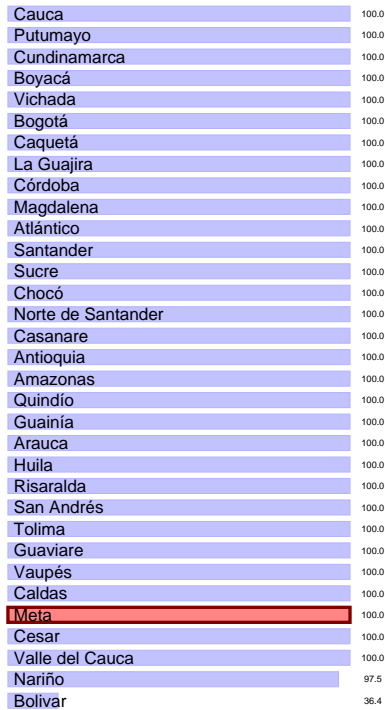 Cauca 100.0
Putumayo 100.0
Cundinamarca 100.0
Boyacá 100.0
Vichada 100.0
Bogotá 100.0
Caquetá 100.0
La Guajira 100.0
Córdoba 100.0
Magdalena 100.0
Atlántico 100.0
Santander 100.0
Sucre 100.0
Chocó 100.0
Norte de Santander 100.0
Casanare 100.0
Antioquia 100.0
Amazonas 100.0
Quindío 100.0
Guainía 100.0
Arauca 100.0
Huila 100.0
Risaralda 100.0
San Andrés 100.0
Tolima 100.0
Guaviare 100.0
Vaupés 100.0
Caldas 100.0
Meta 100.0
Cesar 100.0
Valle del Cauca 100.0
Nariño 97.5
Bolivar 36.4